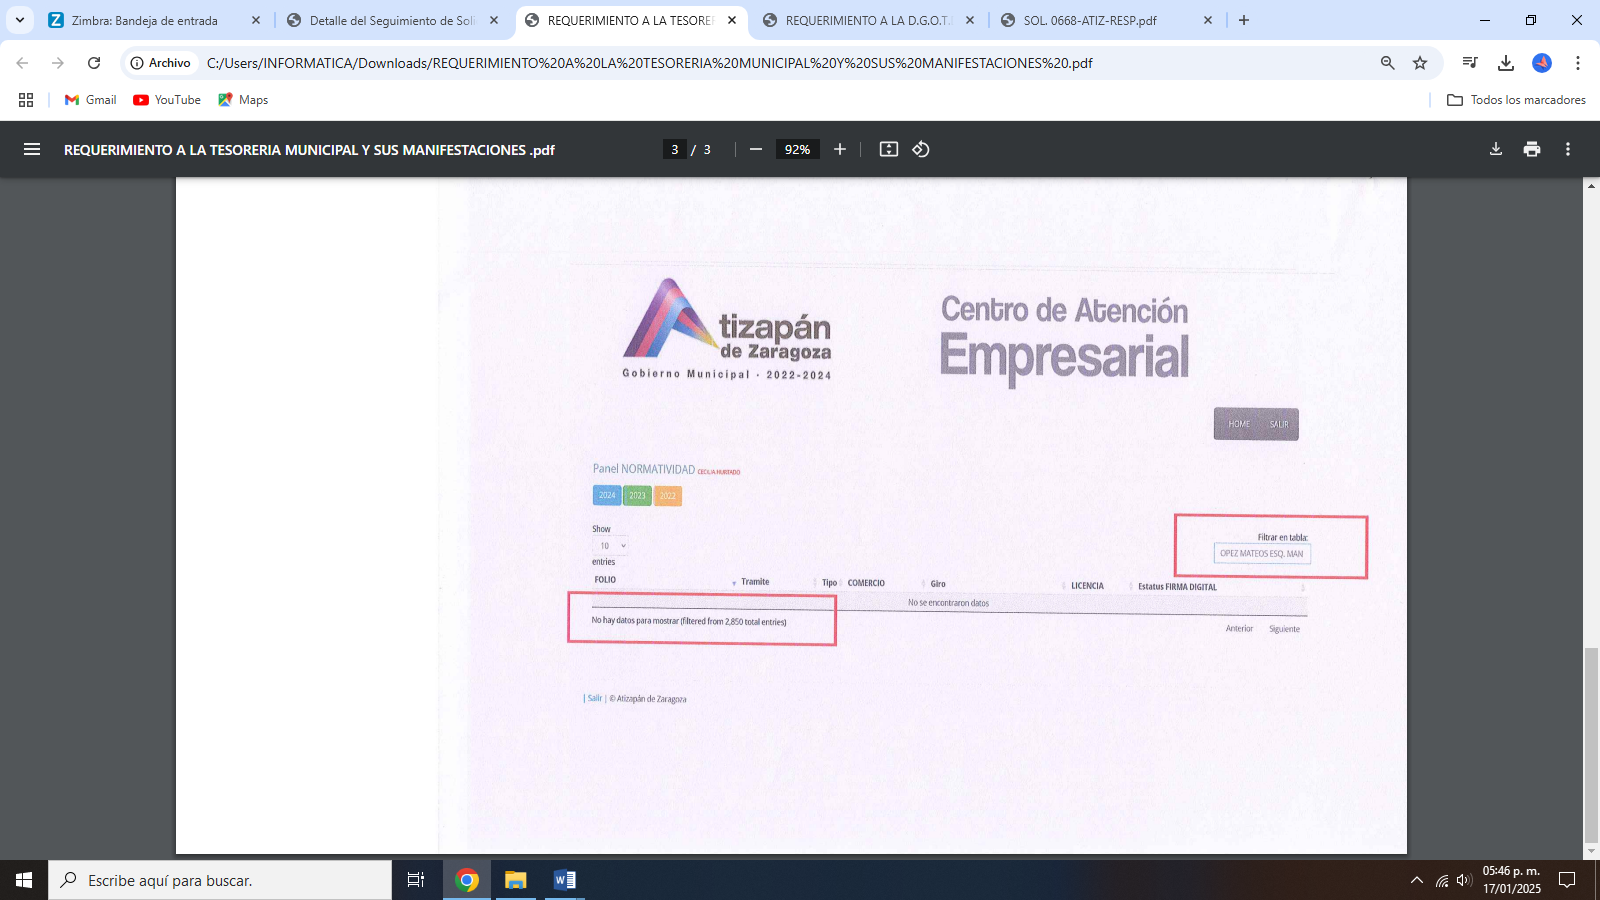 Zimbra: Bandeja de entrada
Detalle del Seguimiento de Soli
REQUERIMIENTO A LA TESORER
REQUERIMIENTO A LA D.G.O.T.
SOL. 0668-ATIZ-RESP.pdf
Archivo
C:/Users/INFORMATICA/Downloads/REQUERIMIENTO%20A%20LA%20TESORERIA%20MUNICIPAL%20Y%20SUS%20MANIFESTACIONES%20.pdf
Gmail
YouTube
Maps
Todos los marcadores
REQUERIMIENTO A LA TESORERIA MUNICIPAL Y SUS MANIFESTACIONES .pdf
3 / 3
92%
Atizapán
de Zaragoza
Gobierno Municipal · 2022-2024
Centro de Atención
Empresarial
HOME SALIR
Panel NORMATIVIDAD CECILIA HURTADO
2024 2023 2022
Show
10
entries
Filtrar en tabla:
OPEZ MATEOS ESQ. MAN
FOLIO Tramite Tipo COMERCIO Giro LICENCIA Estatus FIRMA DIGITAL
No se encontraron datos
No hay datos para mostrar (filtered from 2,850 total entries)
Anterior Siguiente
| Salir | © Atizapán de Zaragoza
Escribe aquí para buscar.
05:46 p. m.
17/01/2025